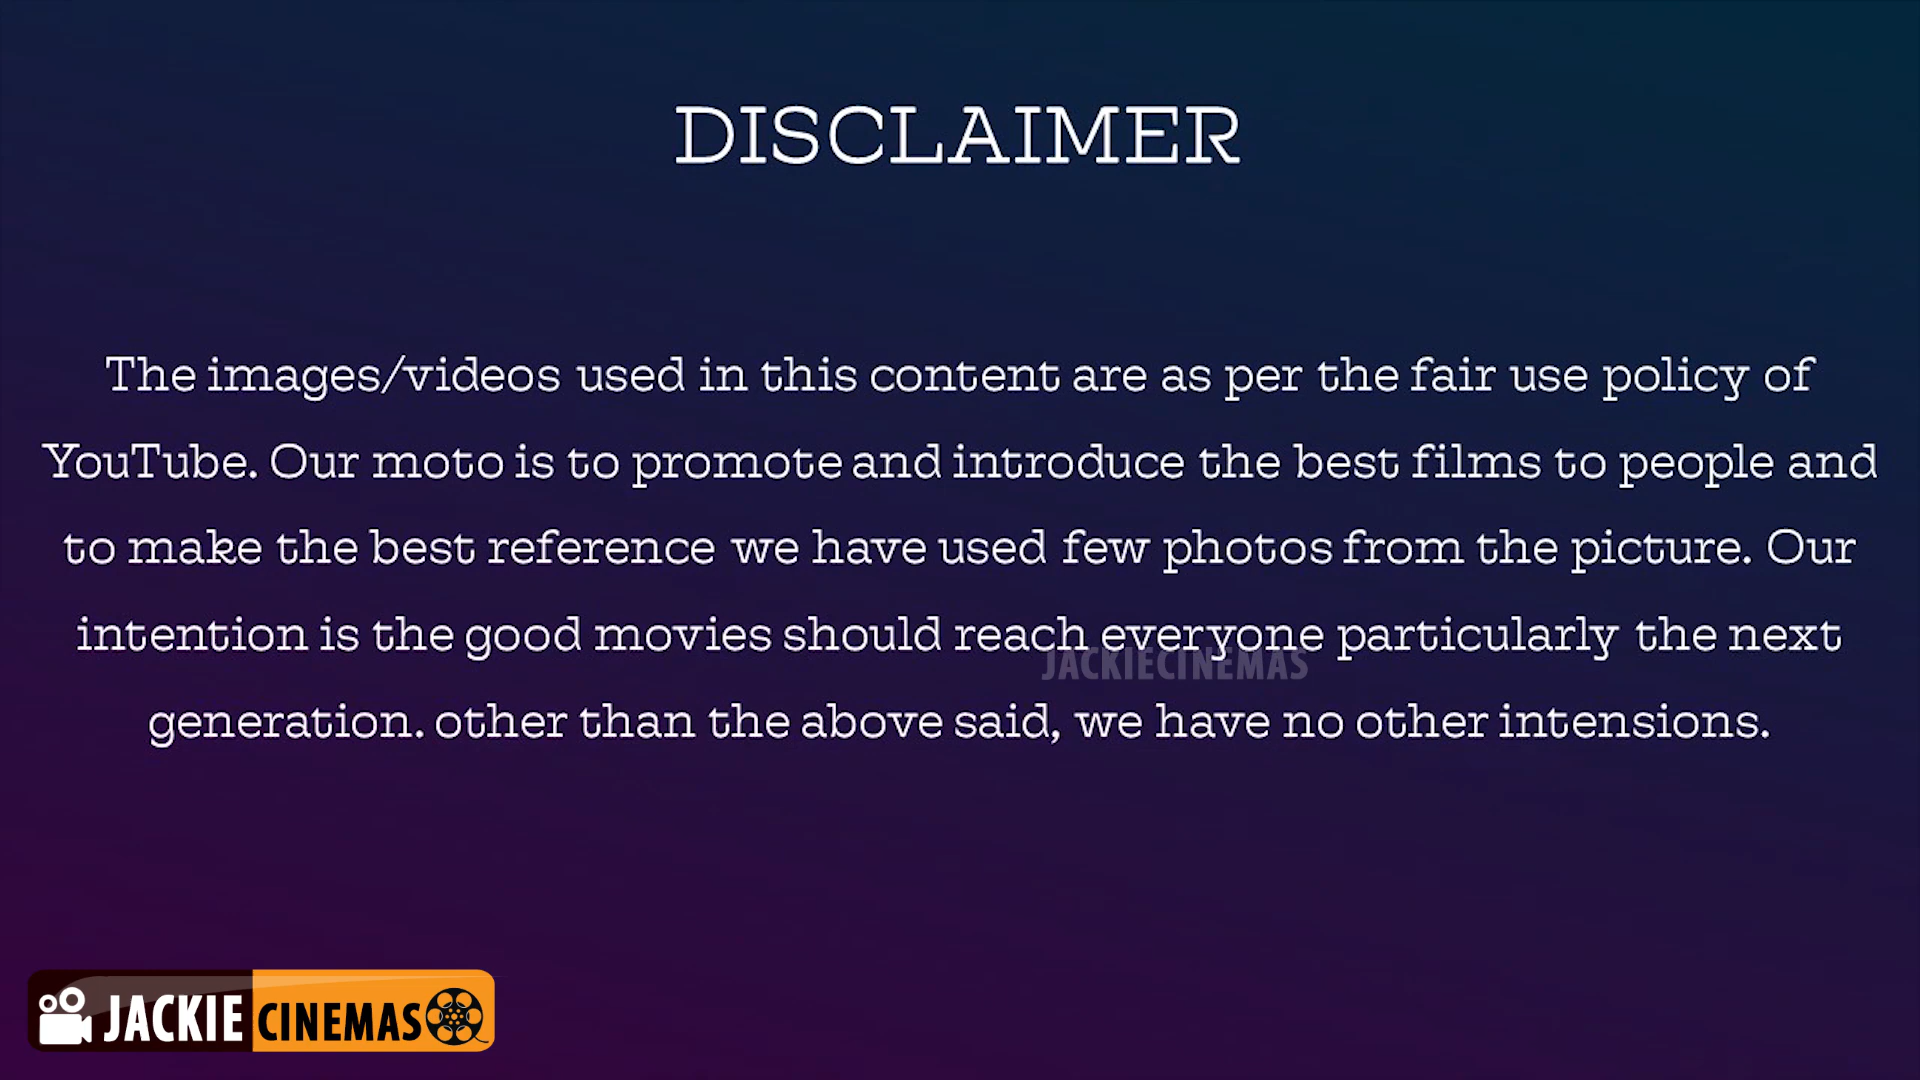 DISCLAIMER
The images/videos used in this content are as per the fair use policy of
YouTube. Our moto is to promote and introduce the best films to people and
to make the best reference we have used few photos from the picture. Our
intention is the good movies should reach everyone particularly the next
JACKIECINEMAS
generation. other than the above said, we have no other intensions.
JACKIE CINEMAS